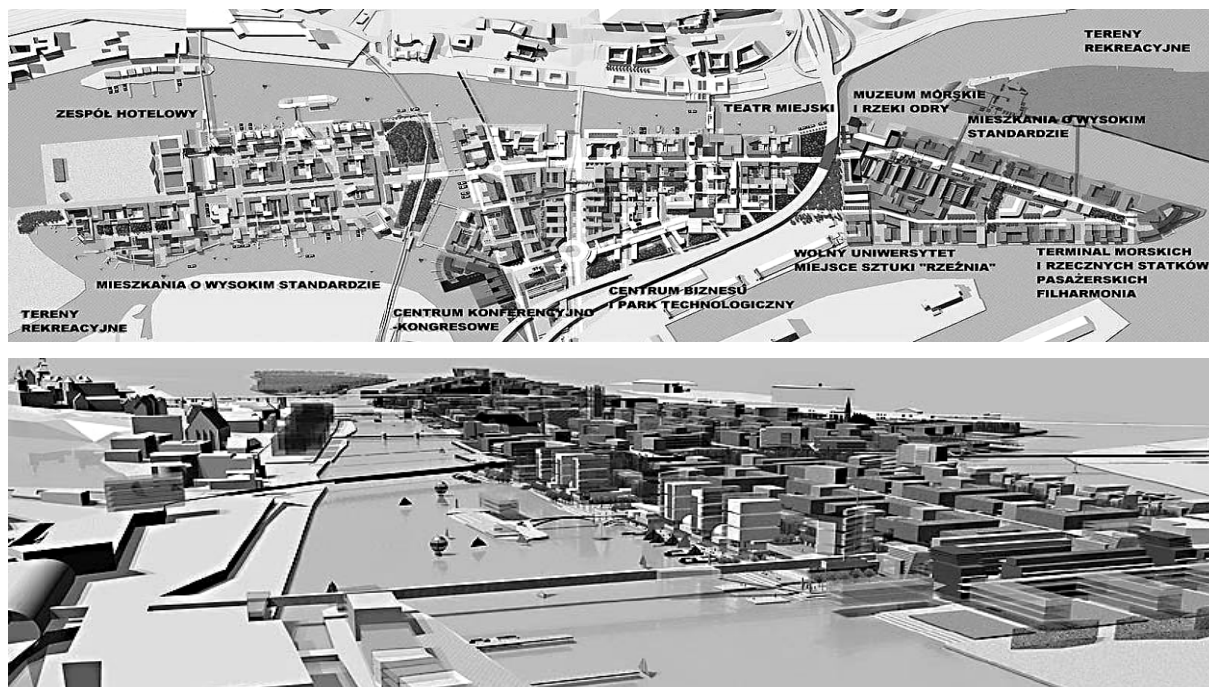 TERENY
REKREACYJNE
ZESPÓŁ HOTELOWY
TEATR MIEJSKI
MUZEUM MORSKIE
I RZEKI ODRY
MIESZKANIA O WYSOKIM
STANDARDZIE
MIESZKANIA O WYSOKIM STANDARDZIE
TERENY
REKREACYJNE
CENTRUM KONFERENCYJNO
-KONGRESOWE
CENTRUM BIZNESU
I PARK TECHNOLOGICZNY
WOLNY UNIWERSYTET
MIEJSCE SZTUKI "RZEŹNIA"
TERMINAL MORSKICH
I RZECZNYCH STATKÓW
PASAŻERSKICH
FILHARMONIA